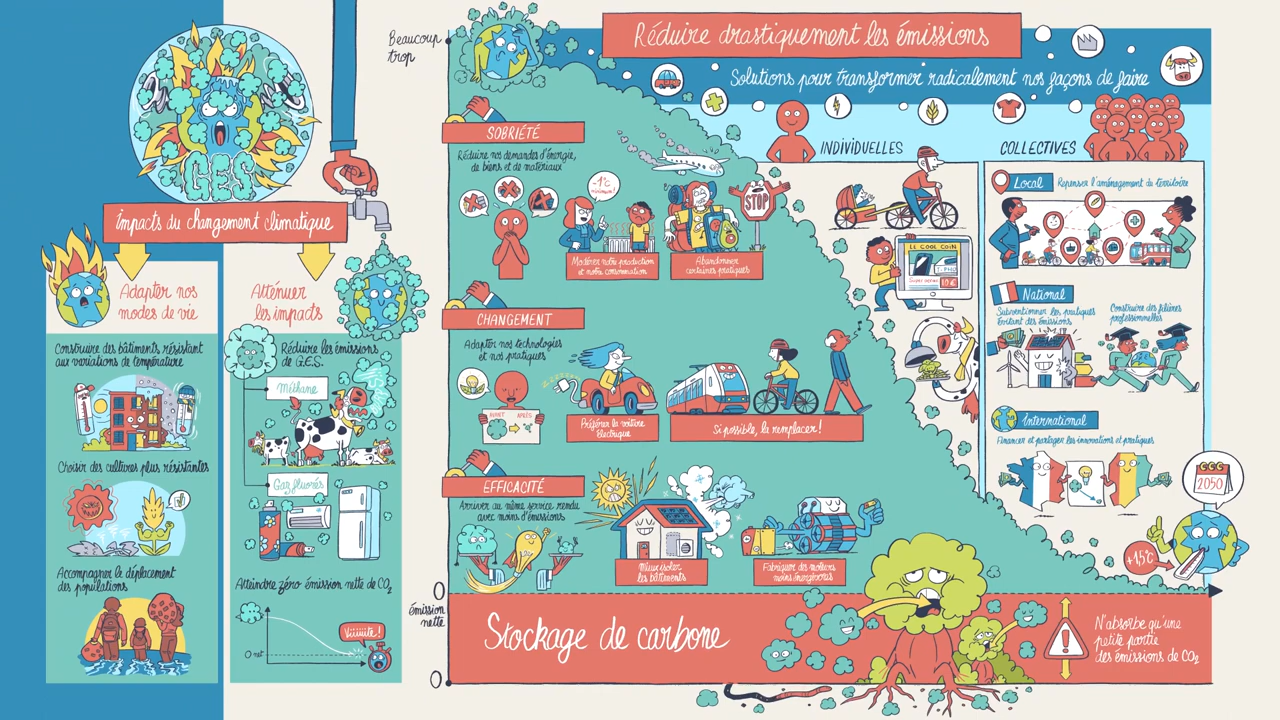 GES
Impacts du changement climatique
Adapter nos
modes de vie
Construire des bâtiments résistant
aux variations de température
Choisir des cultures plus résistantes
Accompagner le déplacement
des populations
Atténuer
les impacts
Réduire les émissions
de G.E.S.
Méthane
Gaz fluorés
Atteindre zéro émission nette de CO2
0 net
Viiiiite!
Beaucoup
trop
0
émission
nette
0
Réduire drastiquement les émissions
Solutions pour transformer radicalement nos façons de faire
SOBRIÉTÉ
Réduire nos demandes d'énergie,
de biens et de matériaux
-1°C
minimum!
STOP
Modérer notre production
et notre consommation
Abandonner
certaines pratiques
CHANGEMENT
Adapter nos technologies
et nos pratiques
AVANT APRÈS
Préférer la voiture
électrique
Si possible, la remplacer!
EFFICACITÉ
Arriver au même service rendu
avec moins d'émissions
Mieux isoler
les bâtiments
Fabriquer des moteurs
moins énergivores
INDIVIDUELLES
LE COOL COIN
T-PHO
10€
COLLECTIVES
Local
Repenser l'aménagement du territoire
National
Subventionner les pratiques
évitant des émissions
Construire des filières
professionnelles
International
Financer et partager les innovations et pratiques
2050
+1,5°C
Stockage de carbone
N'absorbe qu'une
petite partie
des émissions de CO2